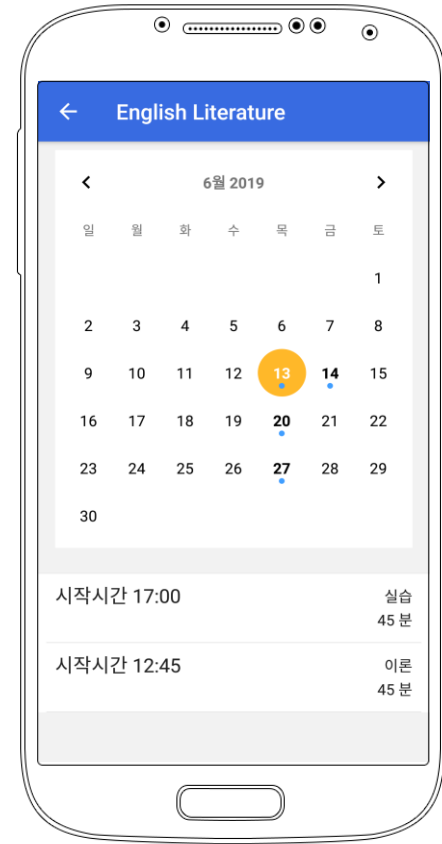 English Literature
6월 2019
일 월 화 수 목 금 토
1
2 3 4 5 6 7 8
9 10 11 12 13 14 15
16 17 18 19 20 21 22
23 24 25 26 27 28 29
30
시작시간 17:00 실습
45 분
시작시간 12:45 이론
45 분